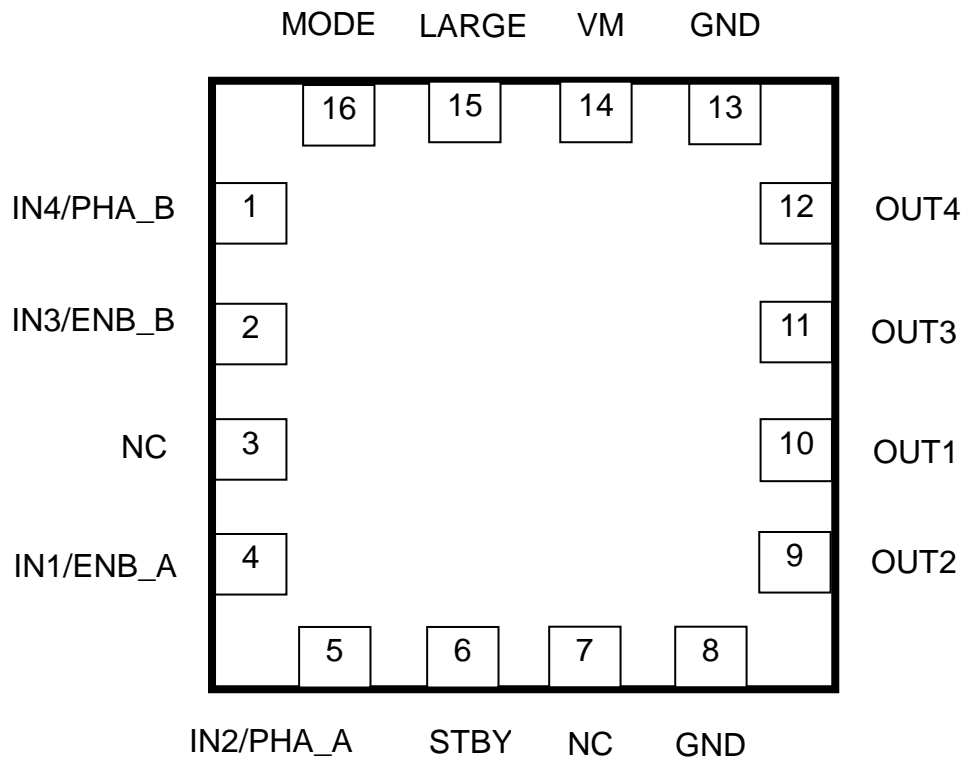 MODE LARGE VM GND
16 15 14 13
IN4/PHA_B 1 12 OUT4
IN3/ENB_B 2 11 OUT3
NC 3 10 OUT1
IN1/ENB_A 4 9 OUT2
5 6 7 8
IN2/PHA_A STBY NC GND